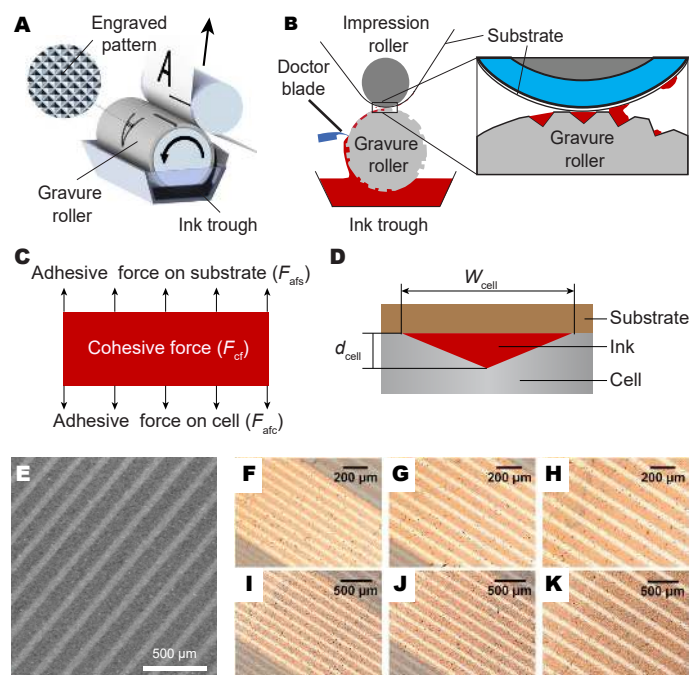 A
Engraved
pattern
A
Gravure
roller
Ink trough
B
Impression
roller
Substrate
Doctor
blade
Gravure
roller
Ink trough
Gravure
roller
C
Adhesive force on substrate (Fafs)
Cohesive force (Fcf)
Adhesive force on cell (Fafc)
D
Wcell
dcell
Substrate
Ink
Cell
E
500 µm
F
200 µm
G
200 µm
H
200 µm
I
500 µm
J
500 µm
K
500 µm